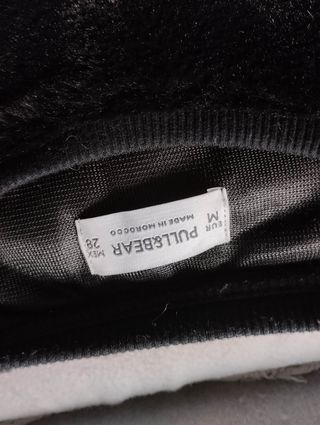 EUR PULL&BEAR MEX
M MADE IN MOROCCO 28